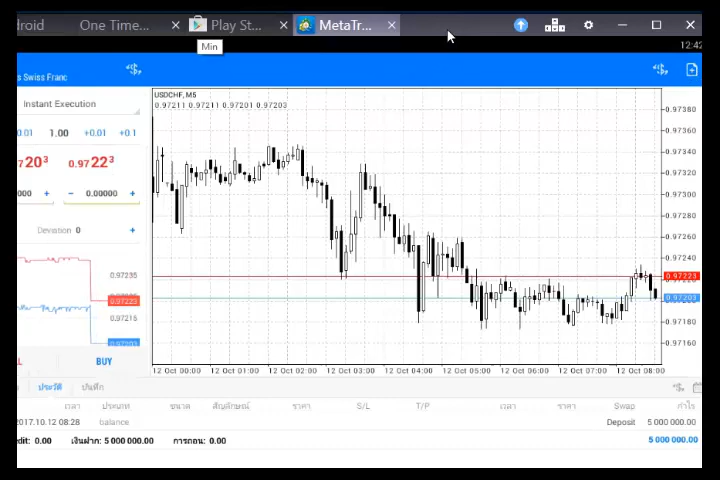 droid One Time... Play St... MetaTr...
Min
12:42
s Swiss Franc
Instant Execution
0.01 1.00 +0.01 +0.1
720³ 0.9722³
000 + − 0.00000 +
Deviation 0 +
0.97235
0.97223
0.97216
0.97203
L BUY
USDCHF, M5
0.97211 0.97211 0.97201 0.97203
0.97380
0.97360
0.97340
0.97320
0.97300
0.97280
0.97260
0.97240
0.97223
0.97203
0.97180
0.97160
12 Oct 00:00 12 Oct 01:00 12 Oct 02:00 12 Oct 03:00 12 Oct 04:00 12 Oct 05:00 12 Oct 06:00 12 Oct 07:00 12 Oct 08:00
ประวัติ บันทึก
เวลา ประเภท ขนาด สัญลักษณ์ ราคา S/L T/P เวลา ราคา Swap กำไร
2017.10.12 08:28 balance Deposit 5 000 000.00
edit: 0.00 เงินฝาก: 5 000 000.00 การถอน: 0.00 5 000 000.00